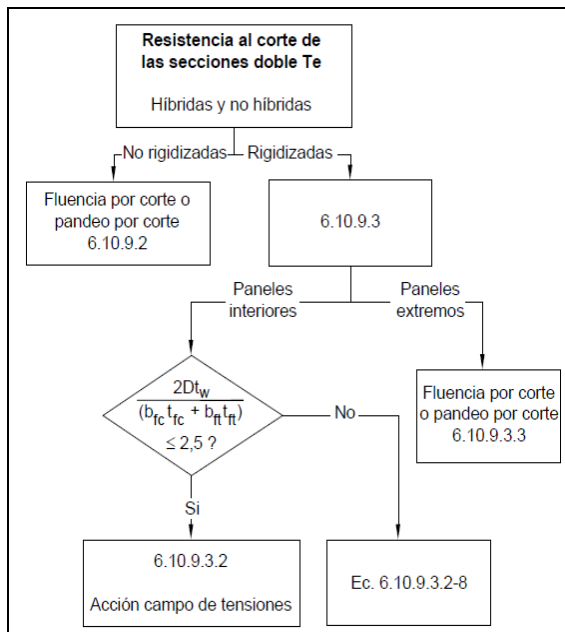 Resistencia al corte de
las secciones doble Te
Híbridas y no híbridas
No rigidizadas
Rigidizadas
Fluencia por corte o
pandeo por corte
6.10.9.2
6.10.9.3
Paneles
interiores
Paneles
extremos
2Dt_w
(b_fc t_fc + b_ft t_ft)
≤ 2,5 ?
No
Fluencia por corte
o pandeo por corte
6.10.9.3.3
Si
6.10.9.3.2
Acción campo de tensiones
Ec. 6.10.9.3.2-8